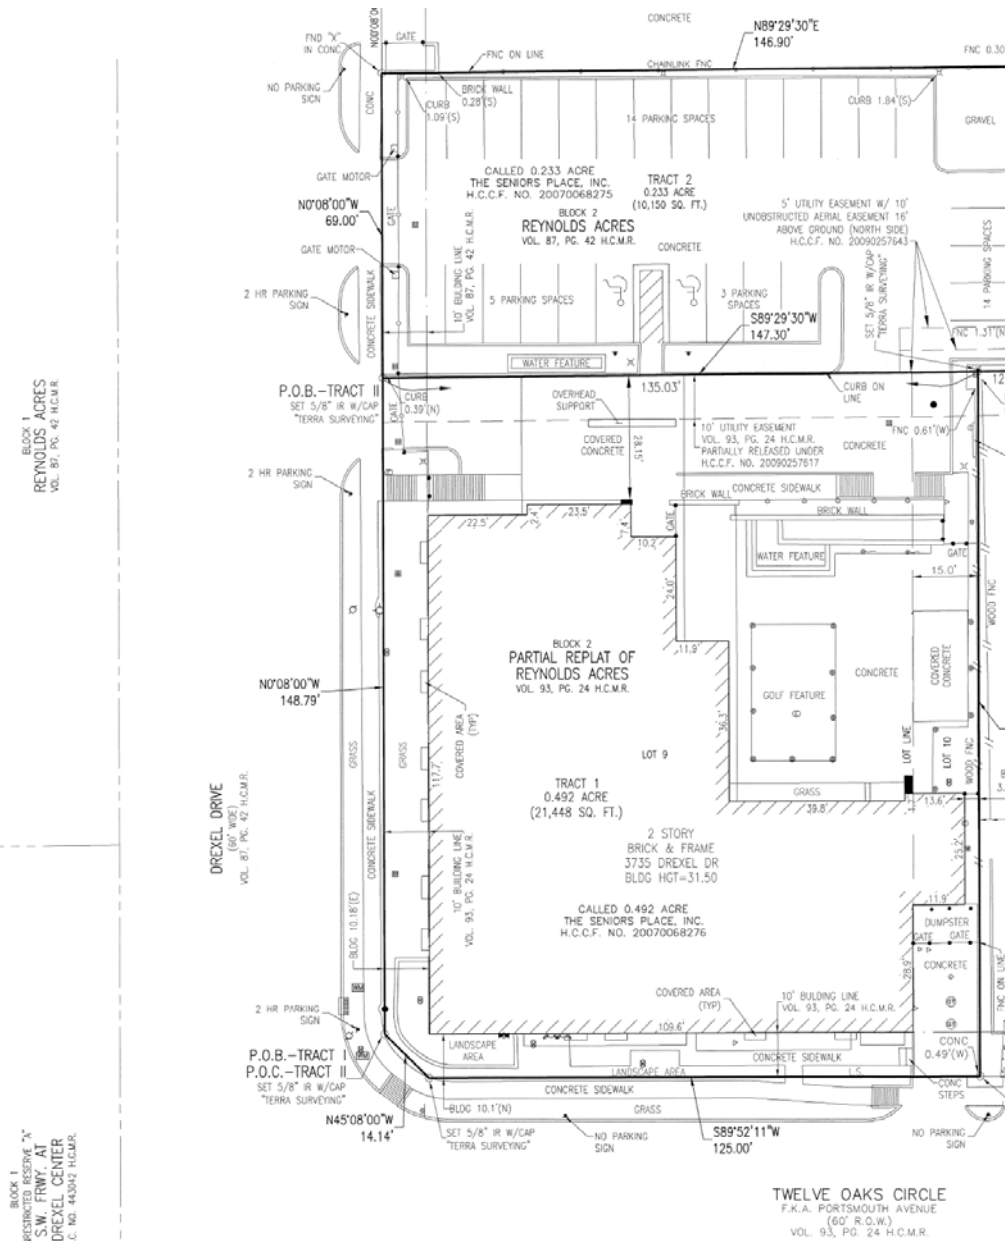 CONCRETE
N89°29'30"E
146.90'
FND "X"
IN CONC
N00°08'0
GATE
FNC ON LINE
CHAINLINK FNC
FNC 0.30
NO PARKING
SIGN
CONC
CURB
1.09'(S)
BRICK WALL
0.28'(S)
14 PARKING SPACES
CURB 1.84'(S)
GRAVEL
GATE MOTOR
CALLED 0.233 ACRE
THE SENIORS PLACE, INC.
H.C.C.F. NO. 20070068275
TRACT 2
0.233 ACRE
(10,150 SQ. FT.)
BLOCK 2
REYNOLDS ACRES
VOL. 87, PG. 42 H.C.M.R.
N0°08'00"W
69.00'
GATE
5' UTILITY EASEMENT W/ 10'
UNOBSTRUCTED AERIAL EASEMENT 16'
ABOVE GROUND (NORTH SIDE)
H.C.C.F. NO. 20090257643
CONCRETE
GATE MOTOR
10' BUILDING LINE
VOL. 87, PG. 42 H.C.M.R.
14 PARKING SPACES
2 HR PARKING
SIGN
CONCRETE SIDEWALK
5 PARKING SPACES
3 PARKING
SPACES
S89°29'30"W
147.30'
SET 5/8" IR W/CAP
"TERRA SURVEYING"
FNC 1.31'(N)
WATER FEATURE
P.O.B.-TRACT II
SET 5/8" IR W/CAP
"TERRA SURVEYING"
CURB
0.39'(N)
GATE
135.03'
CURB ON
LINE
12
OVERHEAD
SUPPORT
COVERED
CONCRETE
28.15'
10' UTILITY EASEMENT
VOL. 93, PG. 24 H.C.M.R.
PARTIALLY RELEASED UNDER
H.C.C.F. NO. 20090257617
FNC 0.61'(W)
CONCRETE
BLOCK 1
REYNOLDS ACRES
VOL. 87, PG. 42 H.C.M.R.
2 HR PARKING
SIGN
CONCRETE SIDEWALK
BRICK WALL
BRICK WALL
22.5'
2.4'
23.5'
7.4'
10.2'
GATE
WATER FEATURE
GATE
15.0'
24.0'
WOOD FNC
11.9'
BLOCK 2
PARTIAL REPLAT OF
REYNOLDS ACRES
VOL. 93, PG. 24 H.C.M.R.
CONCRETE
COVERED
CONCRETE
N0°08'00"W
148.79'
GOLF FEATURE
COVERED AREA
(TYP)
36.3'
LOT 9
LOT LINE
LOT 10
WOOD FNC
GRASS
GRASS
117.7'
TRACT 1
0.492 ACRE
(21,448 SQ. FT.)
GRASS
39.8'
13.6'
3.
DREXEL DRIVE
(60' WIDE)
VOL. 87, PG. 42 H.C.M.R.
CONCRETE SIDEWALK
2 STORY
BRICK & FRAME
3735 DREXEL DR
BLDG HGT=31.50
25.2'
10' BUILDING LINE
VOL. 93, PG. 24 H.C.M.R.
BLDG 10.18'(E)
CALLED 0.492 ACRE
THE SENIORS PLACE, INC.
H.C.C.F. NO. 20070068276
11.9'
DUMPSTER
GATE
GATE
CONCRETE
28.9'
FNC ON LINE
COVERED AREA
(TYP)
10' BULDING LINE
VOL. 93, PG. 24 H.C.M.R.
2 HR PARKING
SIGN
109.6'
LANDSCAPE
AREA
CONC
0.49'(W)
P.O.B.-TRACT I
P.O.C.-TRACT II
SET 5/8" IR W/CAP
"TERRA SURVEYING"
CONCRETE SIDEWALK
LANDSCAPE AREA
L.S.
CONC
STEPS
CONCRETE SIDEWALK
BLDG 10.1'(N)
GRASS
N45°08'00"W
14.14'
SET 5/8" IR W/CAP
"TERRA SURVEYING"
NO PARKING
SIGN
S89°52'11"W
125.00'
NO PARKING
SIGN
BLOCK 1
RESTRICTED RESERVE "A"
S.W. FRWY. AT
DREXEL CENTER
.C. NO. 443042 H.C.M.R.
TWELVE OAKS CIRCLE
F.K.A. PORTSMOUTH AVENUE
(60' R.O.W.)
VOL. 93, PG. 24 H.C.M.R.